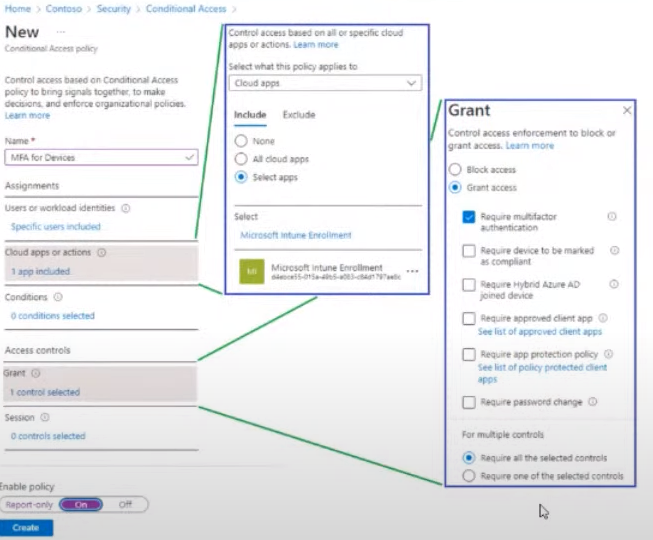 Home > Contoso > Security > Conditional Access >
New ...
Conditional Access policy
Control access based on Conditional Access
policy to bring signals together, to make
decisions, and enforce organizational policies.
Learn more
Name *
MFA for Devices
Assignments
Users or workload identities
Specific users included
Cloud apps or actions
1 app included
Conditions
0 conditions selected
Access controls
Grant
1 control selected
Session
0 controls selected
Enable policy
Report-only On Off
Create
Control access based on all or specific cloud
apps or actions. Learn more
Select what this policy applies to
Cloud apps
Include Exclude
None
All cloud apps
Select apps
Select
Microsoft Intune Enrollment
MI
Microsoft Intune Enrollment
Grant
Control access enforcement to block or
grant access. Learn more
Block access
Grant access
Require multifactor
authentication
Require device to be marked
as compliant
Require Hybrid Azure AD
joined device
Require approved client app
See list of approved client apps
Require app protection policy
See list of policy protected client
apps
Require password change
For multiple controls
Require all the selected controls
Require one of the selected controls